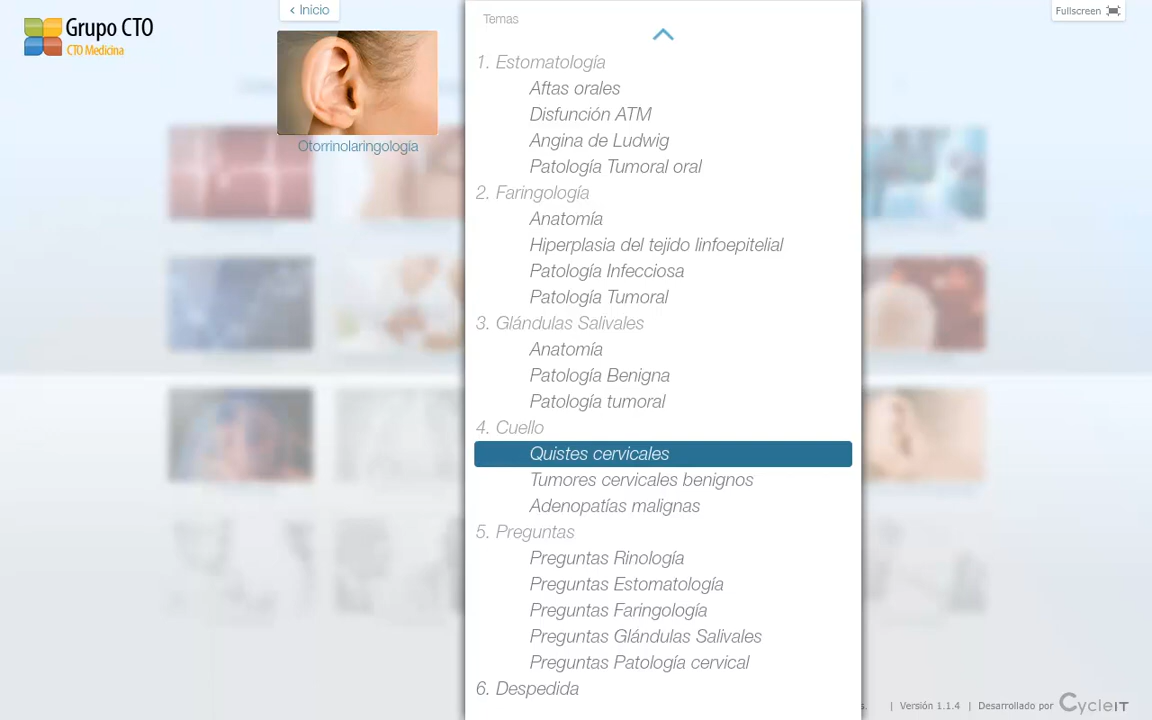 Grupo CTO
CTO Medicina
‹ Inicio
Otorrinolaringología
Temas
Fullscreen
1. Estomatología
Aftas orales
Disfunción ATM
Angina de Ludwig
Patología Tumoral oral
2. Faringología
Anatomía
Hiperplasia del tejido linfoepitelial
Patología Infecciosa
Patología Tumoral
3. Glándulas Salivales
Anatomía
Patología Benigna
Patología tumoral
4. Cuello
Quistes cervicales
Tumores cervicales benignos
Adenopatías malignas
5. Preguntas
Preguntas Rinología
Preguntas Estomatología
Preguntas Faringología
Preguntas Glándulas Salivales
Preguntas Patología cervical
6. Despedida
| Versión 1.1.4 | Desarrollado por CycleIT